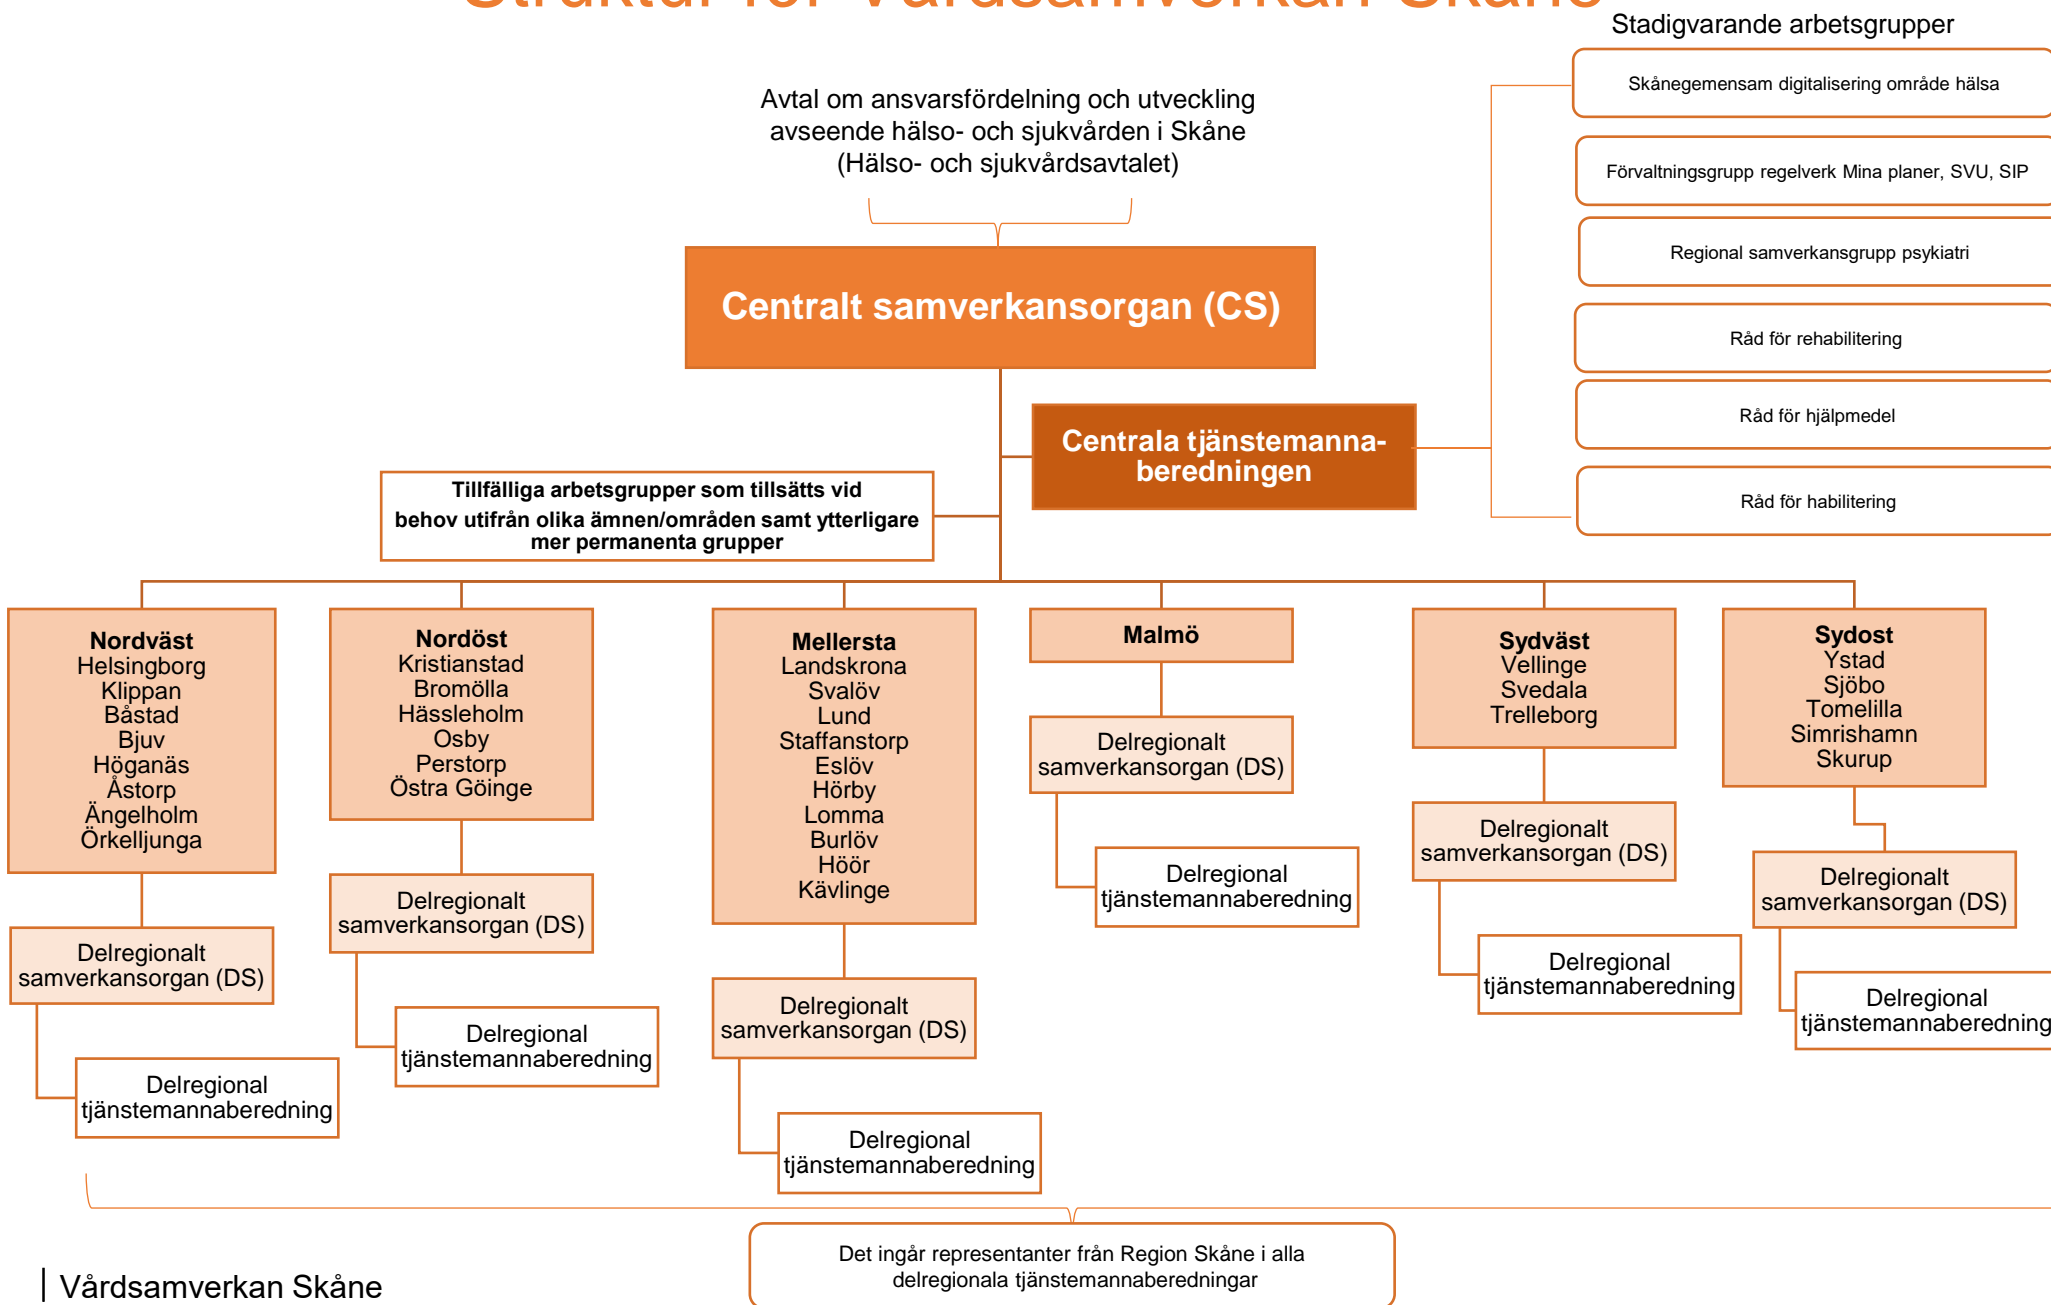 Struktur för Vårdsamverkan Skåne
Stadigvarande arbetsgrupper
Skånegemensam digitalisering område hälsa
Förvaltningsgrupp regelverk Mina planer, SVU, SIP
Regional samverkansgrupp psykiatri
Råd för rehabilitering
Råd för hjälpmedel
Råd för habilitering
Avtal om ansvarsfördelning och utveckling
avseende hälso- och sjukvården i Skåne
(Hälso- och sjukvårdsavtalet)
Centralt samverkansorgan (CS)
Centrala tjänstemanna-
beredningen
Tillfälliga arbetsgrupper som tillsätts vid
behov utifrån olika ämnen/områden samt ytterligare
mer permanenta grupper
Nordväst
Helsingborg
Klippan
Båstad
Bjuv
Höganäs
Åstorp
Ängelholm
Örkelljunga
Delregionalt
samverkansorgan (DS)
Delregional
tjänstemannaberedning
Nordöst
Kristianstad
Bromölla
Hässleholm
Osby
Perstorp
Östra Göinge
Delregionalt
samverkansorgan (DS)
Delregional
tjänstemannaberedning
Mellersta
Landskrona
Svalöv
Lund
Staffanstorp
Eslöv
Hörby
Lomma
Burlöv
Höör
Kävlinge
Delregionalt
samverkansorgan (DS)
Delregional
tjänstemannaberedning
Malmö
Delregionalt
samverkansorgan (DS)
Delregional
tjänstemannaberedning
Sydväst
Vellinge
Svedala
Trelleborg
Delregionalt
samverkansorgan (DS)
Delregional
tjänstemannaberedning
Sydost
Ystad
Sjöbo
Tomelilla
Simrishamn
Skurup
Delregionalt
samverkansorgan (DS)
Delregional
tjänstemannaberedning
Det ingår representanter från Region Skåne i alla
delregionala tjänstemannaberedningar
Vårdsamverkan Skåne